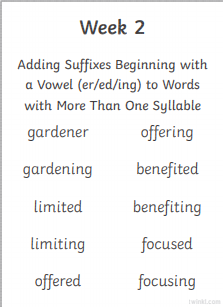 Week 2
Adding Suffixes Beginning with
a Vowel (er/ed/ing) to Words
with More Than One Syllable
gardener offering
gardening benefited
limited benefiting
limiting focused
offered focusing
twinkl.com